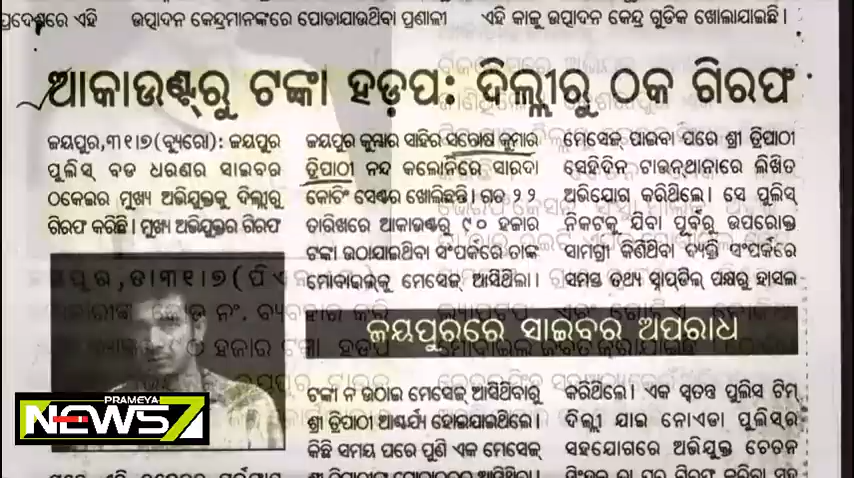 ପ୍ରଦେଶରେ ଏହି ଉତ୍ପାଦନ କେନ୍ଦ୍ରମାନଙ୍କରେ ପୋଡାଯାଉଥିବା ପ୍ରଣାଳୀ ଏହି କାଜୁ ଉତ୍ପାଦନ କେନ୍ଦ୍ର ଗୁଡିକ ଖୋଲାଯାଇଛି।
ଆକାଉଣ୍ଟରୁ ଟଙ୍କା ହଡ଼ପ: ଦିଲ୍ଲୀରୁ ଠକ ଗିରଫ
ଜୟପୁର,୩୧।୭(ବ୍ୟୁରୋ): ଜୟପୁର
ପୁଲିସ୍ ବଡ ଧରଣର ସାଇବର
ଠକେଇର ମୁଖ୍ୟ ଅଭିଯୁକ୍ତକୁ ଦିଲ୍ଲୀରୁ
ଗିରଫ କରିଛି। ମୁଖ୍ୟ ଅଭିଯୁକ୍ତର ଗିରଫ
ଜୟପୁର କୁମ୍ଭାର ସାହିର ସନ୍ତୋଷ କୁମାର
ତ୍ରିପାଠୀ ନନ୍ଦ କଲୋନିରେ ସାରଦା
କୋଚିଂ ସେଣ୍ଟର ଖୋଲିଛନ୍ତି। ଗତ ୨୨
ତାରିଖରେ ଆକାଉଣ୍ଟରୁ ୯୦ ହଜାର
ଟଙ୍କା ଉଠାଯାଇଥିବା ସଂପର୍କରେ ତାଙ୍କ
ମୋବାଇଲ୍‌କୁ ମେସେଜ୍ ଆସିଥିଲା।
ମେସେଜ୍ ପାଇବା ପରେ ଶ୍ରୀ ତ୍ରିପାଠୀ
ସେହିଦିନ ଟାଉନ୍‌ଥାନାରେ ଲିଖିତ
ଅଭିଯୋଗ କରିଥିଲେ। ସେ ପୁଲିସ୍
ନିକଟକୁ ଯିବା ପୂର୍ବରୁ ଉପରୋକ୍ତ
ସାମଗ୍ରୀ କିଣିଥିବା ବ୍ୟକ୍ତି ସଂପର୍କରେ
ସମସ୍ତ ତଥ୍ୟ ସ୍ନାପ୍‌ଡିଲ୍ ପକ୍ଷରୁ ହାସଲ
ଜୟପୁରରେ ସାଇବର ଅପରାଧ
ଟଙ୍କା ନ ଉଠାଇ ମେସେଜ୍ ଆସିଥିବାରୁ
ଶ୍ରୀ ତ୍ରିପାଠୀ ଆଶ୍ଚର୍ଯ୍ୟ ହୋଇଯାଇଥିଲେ।
କିଛି ସମୟ ପରେ ପୁଣି ଏକ ମେସେଜ୍
କରିଥିଲେ। ଏକ ସ୍ବତନ୍ତ୍ର ପୁଲିସ ଟିମ୍
ଦିଲ୍ଲୀ ଯାଇ ନୋଏଡା ପୁଲିସ୍‌ର
ସହଯୋଗରେ ଅଭିଯୁକ୍ତ ଚେତନ
PRAMEYA
NEWS7